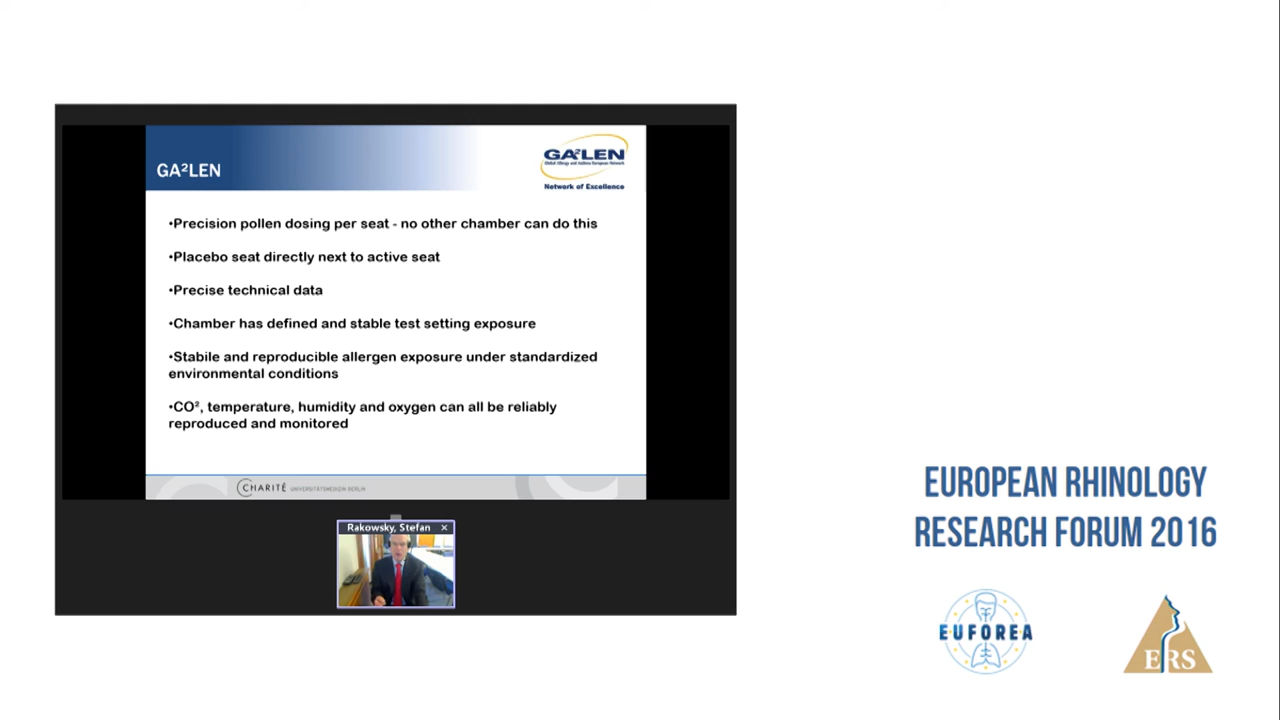 GA²LEN
GA²LEN
Global Allergy and Asthma European Network
Network of Excellence
•Precision pollen dosing per seat - no other chamber can do this
•Placebo seat directly next to active seat
•Precise technical data
•Chamber has defined and stable test setting exposure
•Stabile and reproducible allergen exposure under standardized
environmental conditions
•CO², temperature, humidity and oxygen can all be reliably
reproduced and monitored
CHARITÉ UNIVERSITÄTSMEDIZIN BERLIN
Rakowsky, Stefan
EUROPEAN RHINOLOGY
RESEARCH FORUM 2016
EUFOREA
ERS